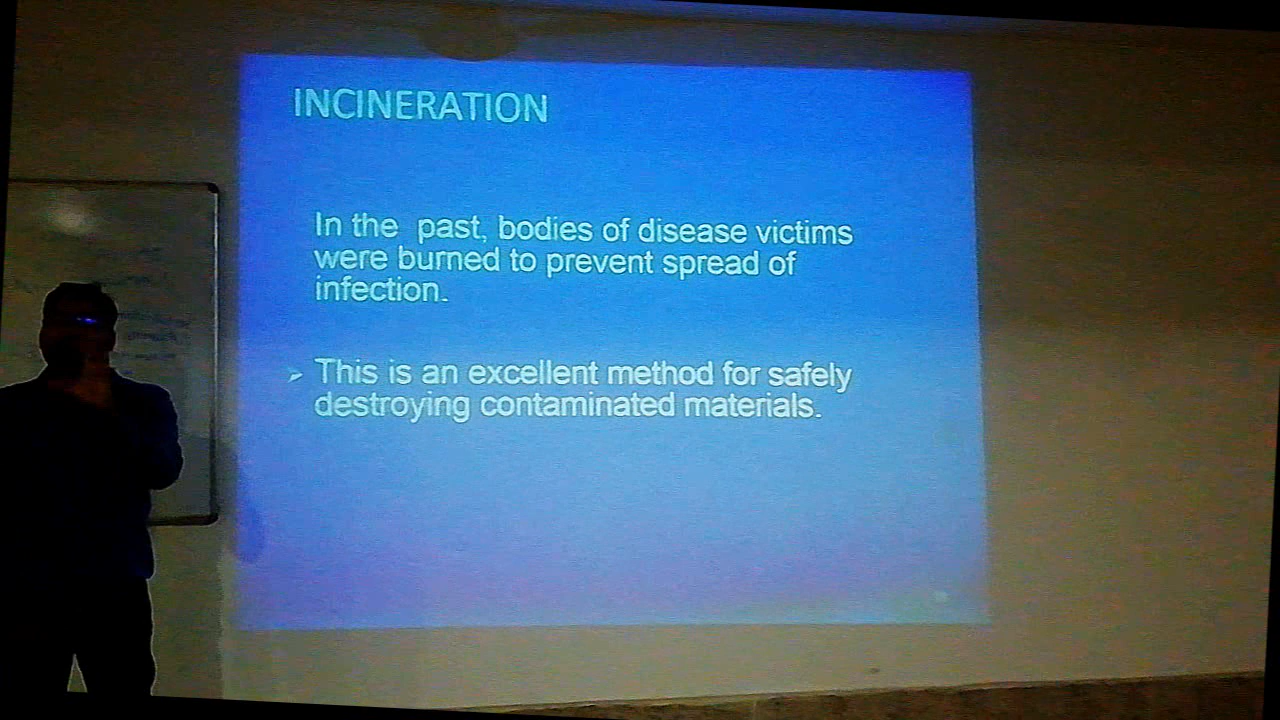 INCINERATION
In the past, bodies of disease victims
were burned to prevent spread of
infection.
➢ This is an excellent method for safely
destroying contaminated materials.